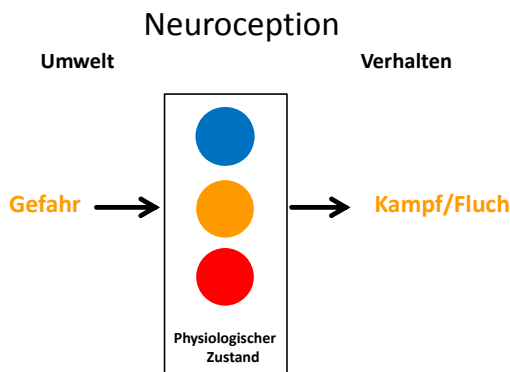 Neuroception
Umwelt
Verhalten
Gefahr
Kampf/Fluch
Physiologischer
Zustand